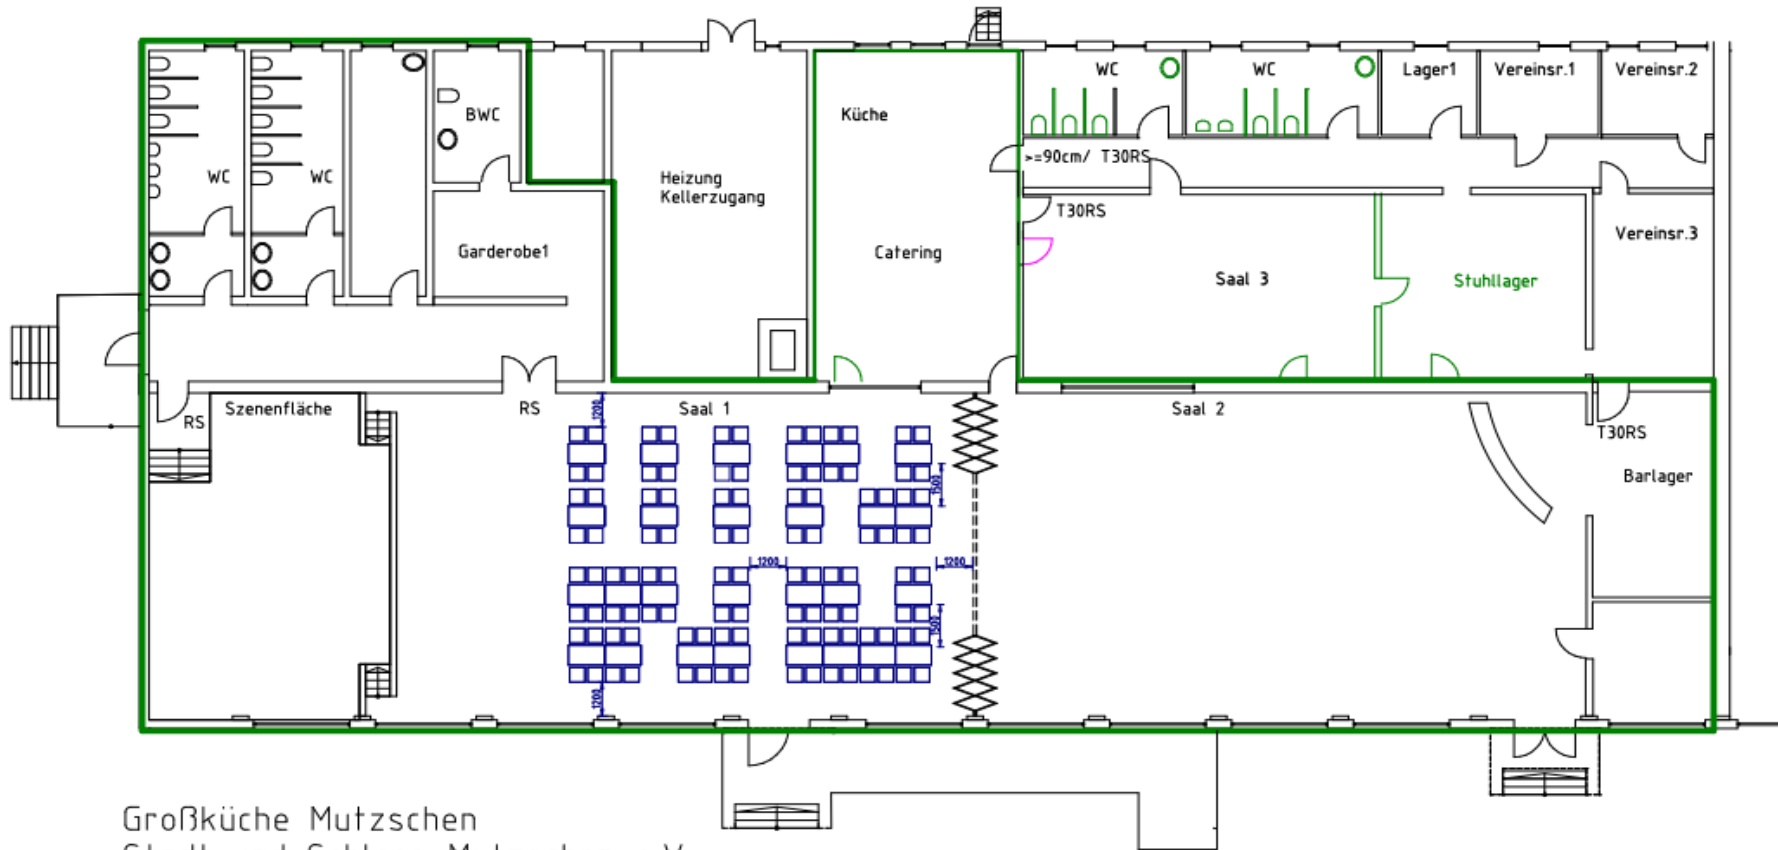 WC
WC
Lager1
Vereinsr.1
Vereinsr.2
BWC
Küche
>=90cm/ T30RS
WC
WC
Heizung
Kellerzugang
T30RS
Vereinsr.3
Garderobe1
Catering
Saal 3
Stuhllager
RS
Szenenfläche
RS
1200
Saal 1
Saal 2
T30RS
Barlager
1500
1200
1200
1500
1200
Großküche Mutzschen